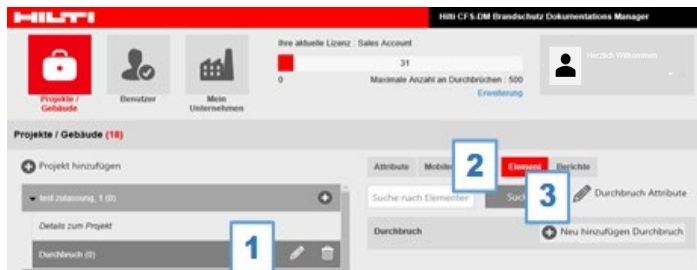 HILTI
Hilti CFS-DM Brandschutz Dokumentations Manager
Ihre aktuelle Lizenz : Sales Account
31
0
Maximale Anzahl an Durchbrüchen : 500
Erweiterung
Herzlich Willkommen
Projekte /
Gebäude
Benutzer
Mein
Unternehmen
Projekte / Gebäude (18)
Projekt hinzufügen
test zulassung, 1 (0)
Details zum Projekt
Durchbruch (0)
1
Attribute
2
Element
Berichte
Suche nach Elementen
3
Durchbruch Attribute
Durchbruch
Neu hinzufügen Durchbruch